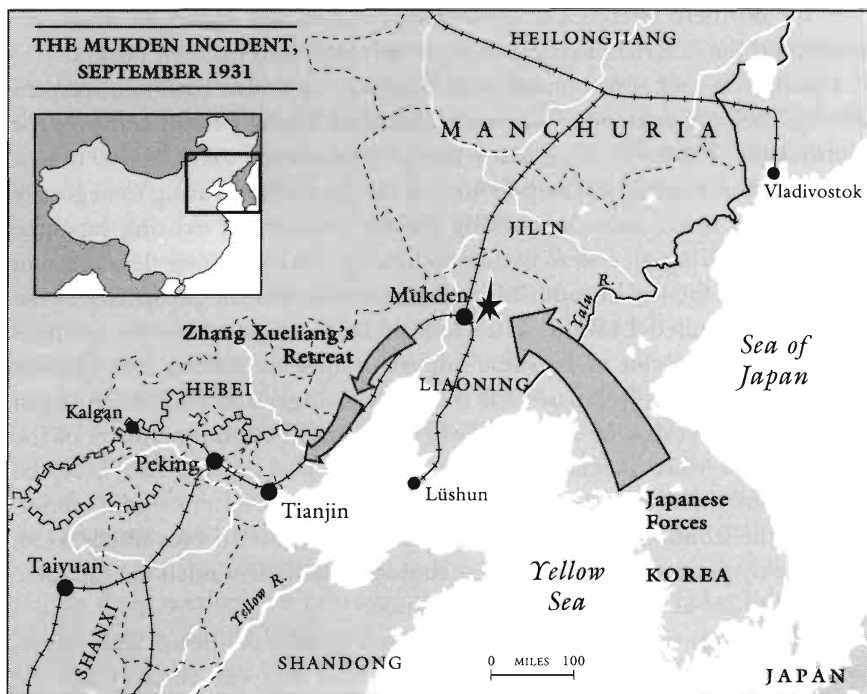 THE MUKDEN INCIDENT,
SEPTEMBER 1931
HEILONGJIANG
MANCHURIA
Vladivostok
JILIN
Mukden
Yalu R.
Zhang Xueliang's
Retreat
Sea of
Japan
LIAONING
HEBEI
Kalgan
Peking
Tianjin
Lüshun
Japanese
Forces
Taiyuan
Yellow R.
Yellow
Sea
KOREA
SHANXI
SHANDONG
0 MILES 100
JAPAN